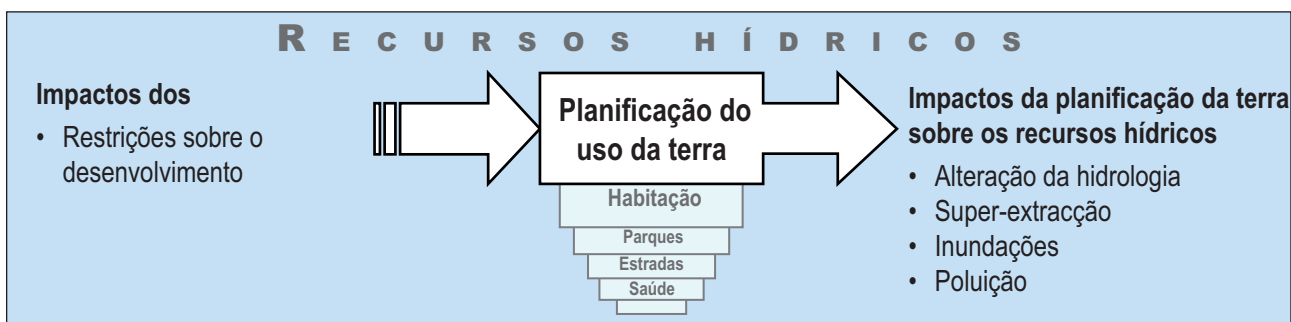 RECURSOS HÍDRICOS
Impactos dos
• Restrições sobre o
desenvolvimento
Planificação do
uso da terra
Habitação
Parques
Estradas
Saúde
Impactos da planificação da terra
sobre os recursos hídricos
• Alteração da hidrologia
• Super-extracção
• Inundações
• Poluição